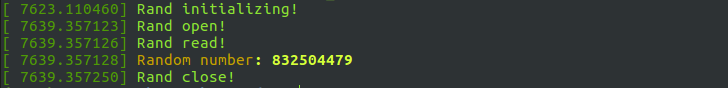 [ 7623.110460] Rand initializing!
[ 7639.357123] Rand open!
[ 7639.357126] Rand read!
[ 7639.357128] Random number: 832504479
[ 7639.357250] Rand close!